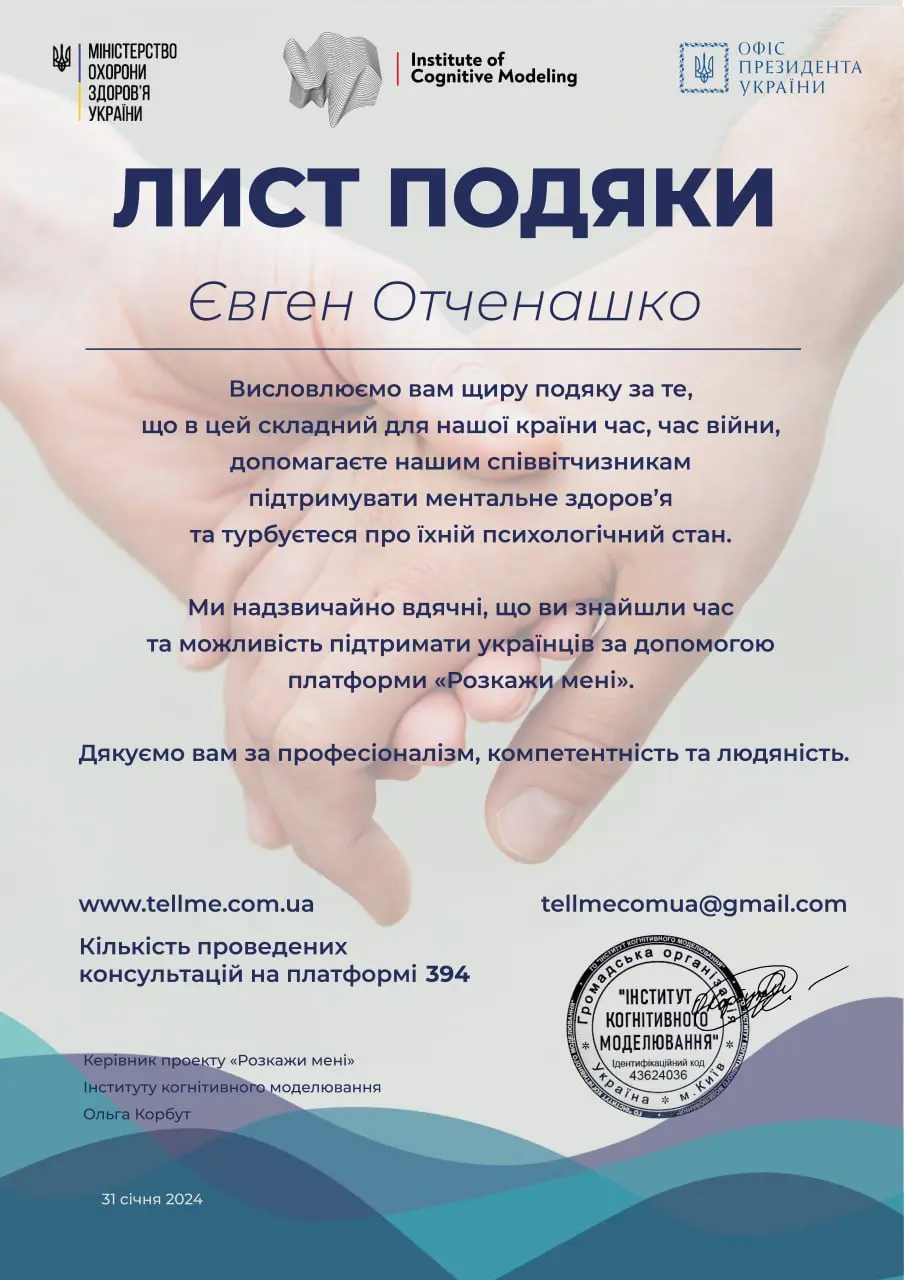 МІНІСТЕРСТВО
ОХОРОНИ
ЗДОРОВ'Я
УКРАЇНИ
Institute of
Cognitive Modeling
ОФІС
ПРЕЗИДЕНТА
УКРАЇНИ
ЛИСТ ПОДЯКИ
Євген Отченашко
Висловлюємо вам щиру подяку за те,
що в цей складний для нашої країни час, час війни,
допомагаєте нашим співвітчизникам
підтримувати ментальне здоров’я
та турбуєтеся про їхній психологічний стан.
Ми надзвичайно вдячні, що ви знайшли час
та можливість підтримати українців за допомогою
платформи «Розкажи мені».
Дякуємо вам за професіоналізм, компетентність та людяність.
www.tellme.com.ua
tellmecomua@gmail.com
Кількість проведених
консультацій на платформі 394
Громадська організація
"ІНСТИТУТ
КОГНІТИВНОГО
МОДЕЛЮВАННЯ"
Ідентифікаційний код
43624036
Україна * м.Київ
Керівник проекту «Розкажи мені»
Інституту когнітивного моделювання
Ольга Корбут
31 січня 2024